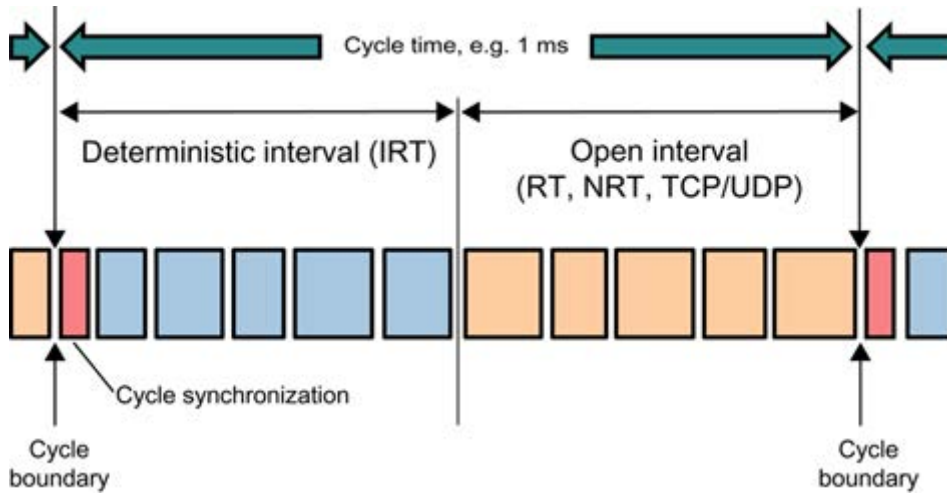 Cycle time, e.g. 1 ms
Deterministic interval (IRT)
Open interval
(RT, NRT, TCP/UDP)
Cycle synchronization
Cycle
boundary
Cycle
boundary